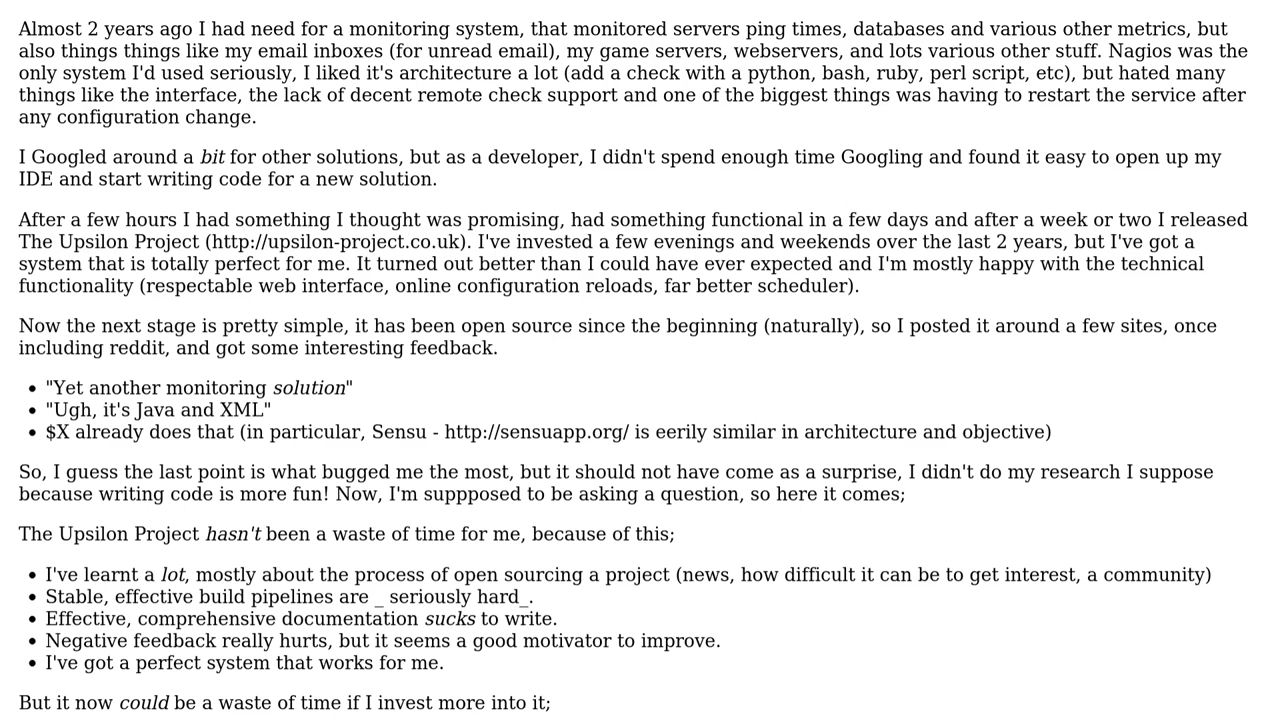 Almost 2 years ago I had need for a monitoring system, that monitored servers ping times, databases and various other metrics, but
also things things like my email inboxes (for unread email), my game servers, webservers, and lots various other stuff. Nagios was the
only system I'd used seriously, I liked it's architecture a lot (add a check with a python, bash, ruby, perl script, etc), but hated many
things like the interface, the lack of decent remote check support and one of the biggest things was having to restart the service after
any configuration change.
I Googled around a bit for other solutions, but as a developer, I didn't spend enough time Googling and found it easy to open up my
IDE and start writing code for a new solution.
After a few hours I had something I thought was promising, had something functional in a few days and after a week or two I released
The Upsilon Project (http://upsilon-project.co.uk). I've invested a few evenings and weekends over the last 2 years, but I've got a
system that is totally perfect for me. It turned out better than I could have ever expected and I'm mostly happy with the technical
functionality (respectable web interface, online configuration reloads, far better scheduler).
Now the next stage is pretty simple, it has been open source since the beginning (naturally), so I posted it around a few sites, once
including reddit, and got some interesting feedback.
• "Yet another monitoring solution"
• "Ugh, it's Java and XML"
• $X already does that (in particular, Sensu - http://sensuapp.org/ is eerily similar in architecture and objective)
So, I guess the last point is what bugged me the most, but it should not have come as a surprise, I didn't do my research I suppose
because writing code is more fun! Now, I'm suppposed to be asking a question, so here it comes;
The Upsilon Project hasn't been a waste of time for me, because of this;
• I've learnt a lot, mostly about the process of open sourcing a project (news, how difficult it can be to get interest, a community)
• Stable, effective build pipelines are _ seriously hard_.
• Effective, comprehensive documentation sucks to write.
• Negative feedback really hurts, but it seems a good motivator to improve.
• I've got a perfect system that works for me.
But it now could be a waste of time if I invest more into it;